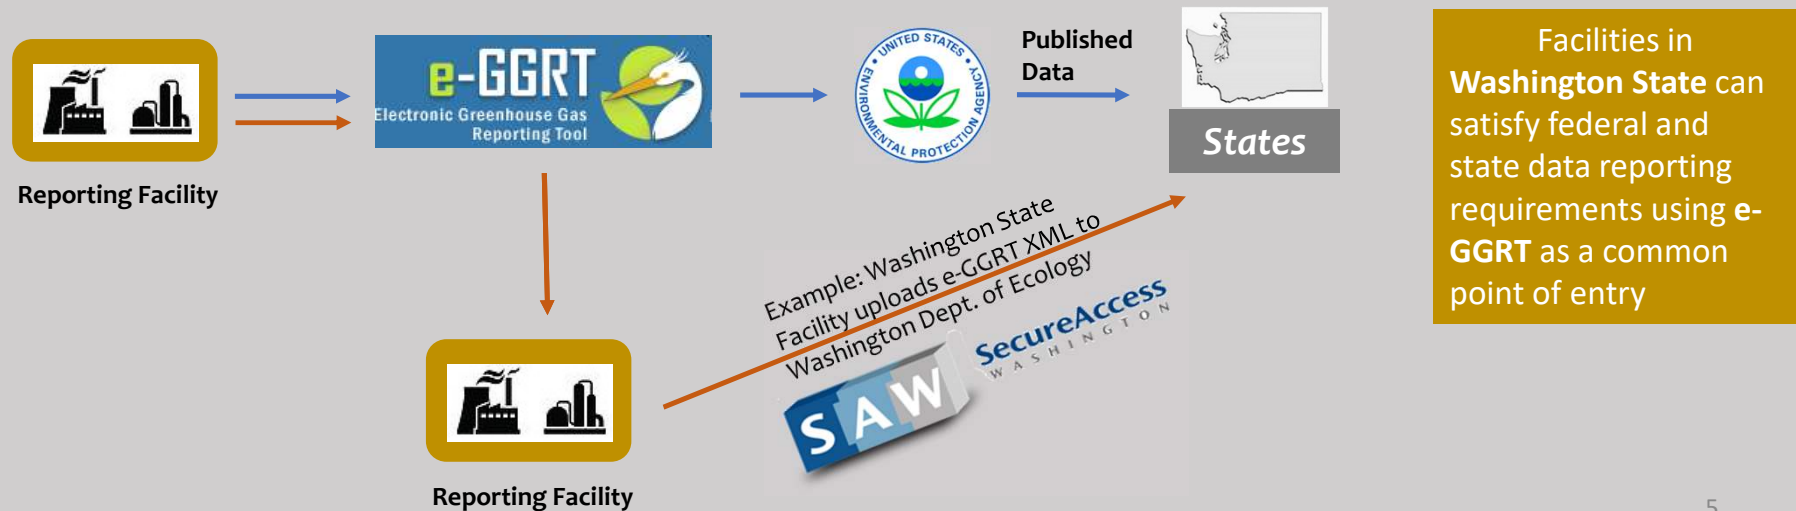 Reporting Facility
e-GGRT
Electronic Greenhouse Gas
Reporting Tool
UNITED STATES
ENVIRONMENTAL PROTECTION AGENCY
Published
Data
States
Example: Washington State
Facility uploads e-GGRT XML to
Washington Dept. of Ecology
SAW
SecureAccess
WASHINGTON
Reporting Facility
Facilities in
Washington State can
satisfy federal and
state data reporting
requirements using e-
GGRT as a common
point of entry
5